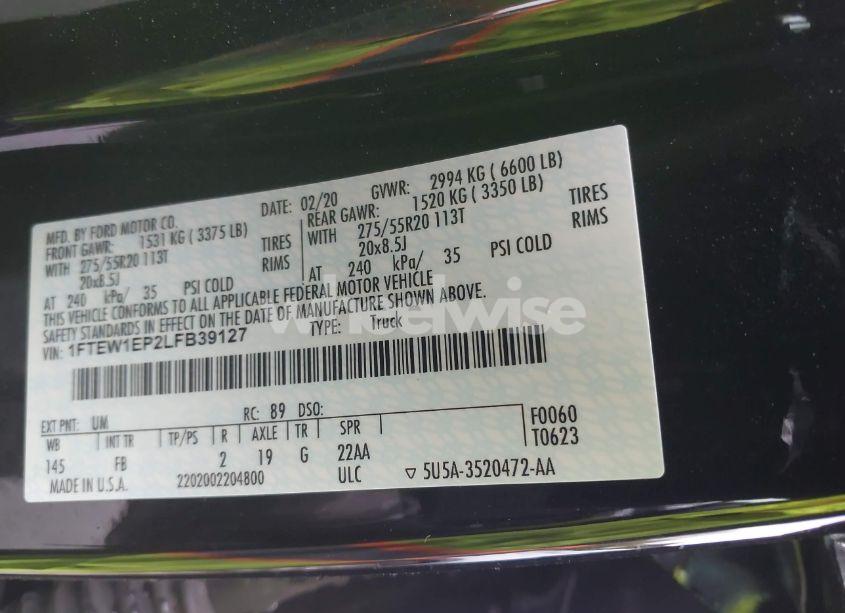 MFD. BY FORD MOTOR CO.
DATE: 02/20 GVWR: 2994 KG ( 6600 LB)
FRONT GAWR: 1531 KG ( 3375 LB)
WITH 275/55R20 113T TIRES
20x8.5J RIMS
AT 240 kPa/ 35 PSI COLD
REAR GAWR: 1520 KG ( 3350 LB)
WITH 275/55R20 113T TIRES
20x8.5J RIMS
AT 240 kPa/ 35 PSI COLD
THIS VEHICLE CONFORMS TO ALL APPLICABLE FEDERAL MOTOR VEHICLE
SAFETY STANDARDS IN EFFECT ON THE DATE OF MANUFACTURE SHOWN ABOVE.
VIN: 1FTEW1EP2LFB39127 TYPE: Truck
wheelwise
EXT PNT: UM RC: 89 DSO:
WB INT TR TP/PS R AXLE TR SPR
145 FB 2 19 G 22AA
F0060
T0623
MADE IN U.S.A. 2202002204800 ULC ▽ 5U5A-3520472-AA